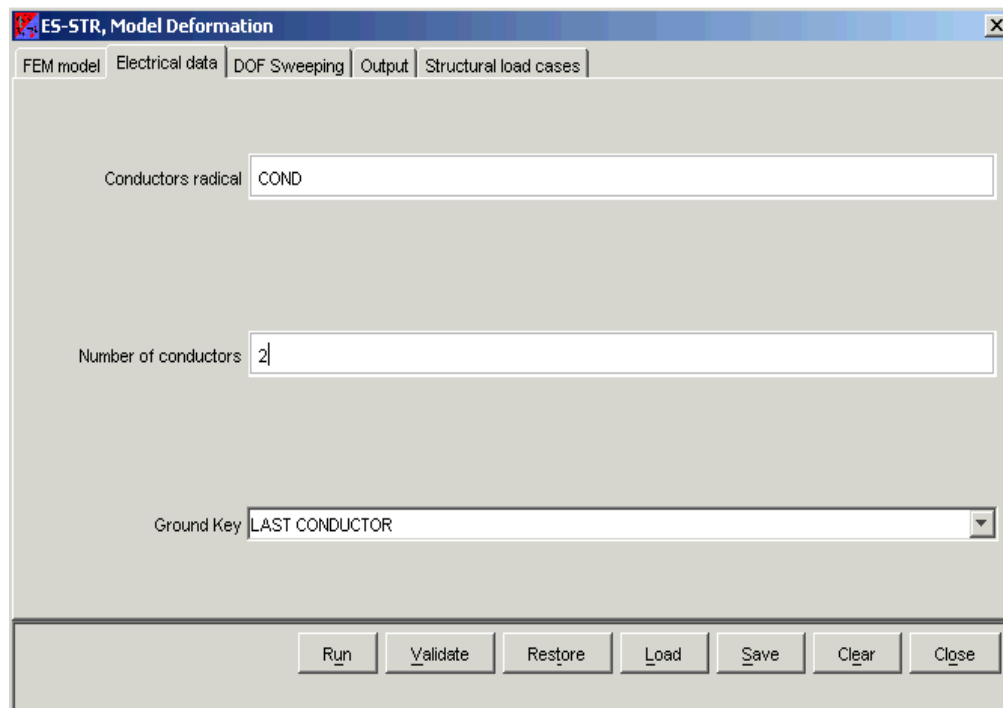 ES-STR, Model Deformation
FEM model Electrical data DOF Sweeping Output Structural load cases
Conductors radical COND
Number of conductors 2
Ground Key LAST CONDUCTOR
Run Validate Restore Load Save Clear Close